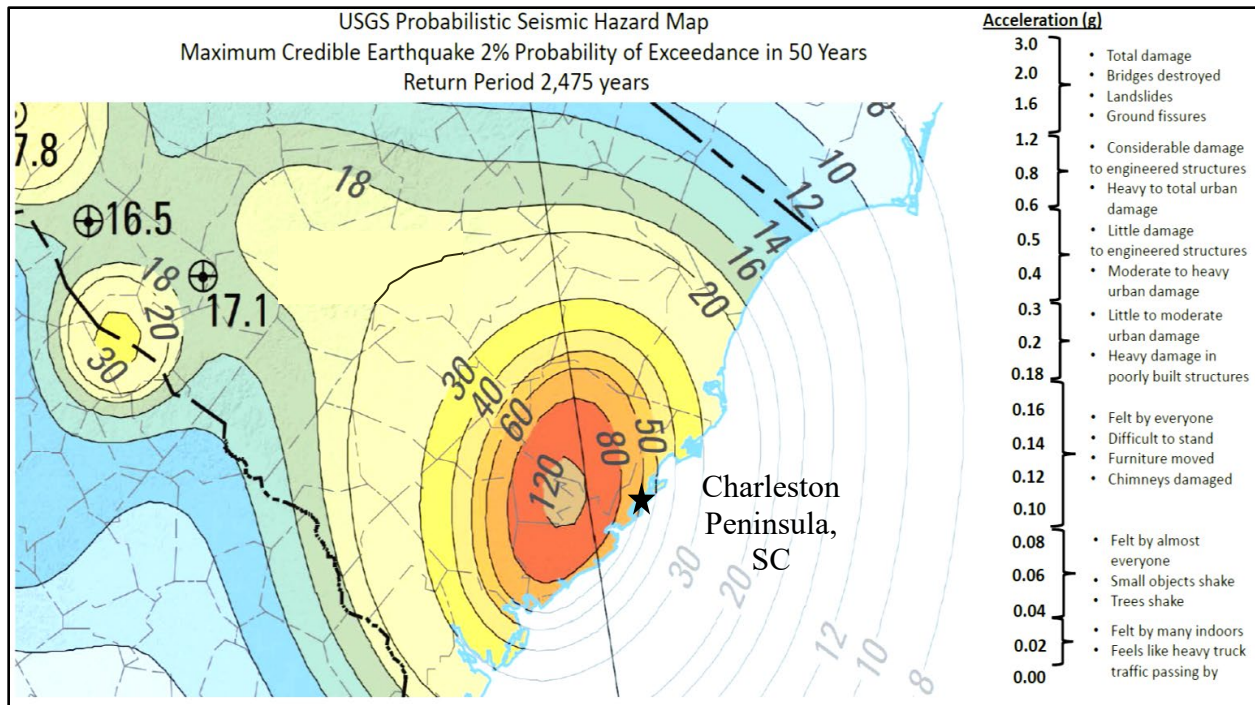 USGS Probabilistic Seismic Hazard Map
Maximum Credible Earthquake 2% Probability of Exceedance in 50 Years
Return Period 2,475 years
7.8
16.5
17.1
18
20
30
18
8
10
12
14
16
20
30
40
60
50
80
120
Charleston
Peninsula,
SC
30
20
12
10
8
Acceleration (g)
3.0
2.0
1.6
1.2
0.8
0.6
0.5
0.4
0.3
0.2
0.18
0.16
0.14
0.12
0.10
0.08
0.06
0.04
0.02
0.00
• Total damage
• Bridges destroyed
• Landslides
• Ground fissures
• Considerable damage
to engineered structures
• Heavy to total urban
damage
• Little damage
to engineered structures
• Moderate to heavy
urban damage
• Little to moderate
urban damage
• Heavy damage in
poorly built structures
• Felt by everyone
• Difficult to stand
• Furniture moved
• Chimneys damaged
• Felt by almost
everyone
• Small objects shake
• Trees shake
• Felt by many indoors
• Feels like heavy truck
traffic passing by